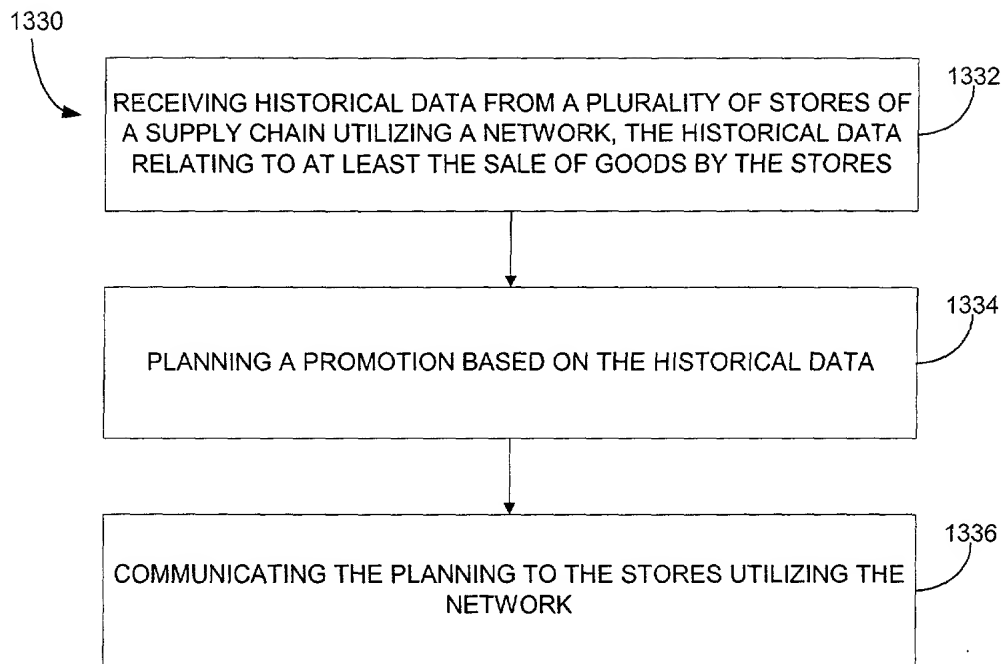 1330
1332
RECEIVING HISTORICAL DATA FROM A PLURALITY OF STORES OF
A SUPPLY CHAIN UTILIZING A NETWORK, THE HISTORICAL DATA
RELATING TO AT LEAST THE SALE OF GOODS BY THE STORES
1334
PLANNING A PROMOTION BASED ON THE HISTORICAL DATA
1336
COMMUNICATING THE PLANNING TO THE STORES UTILIZING THE
NETWORK